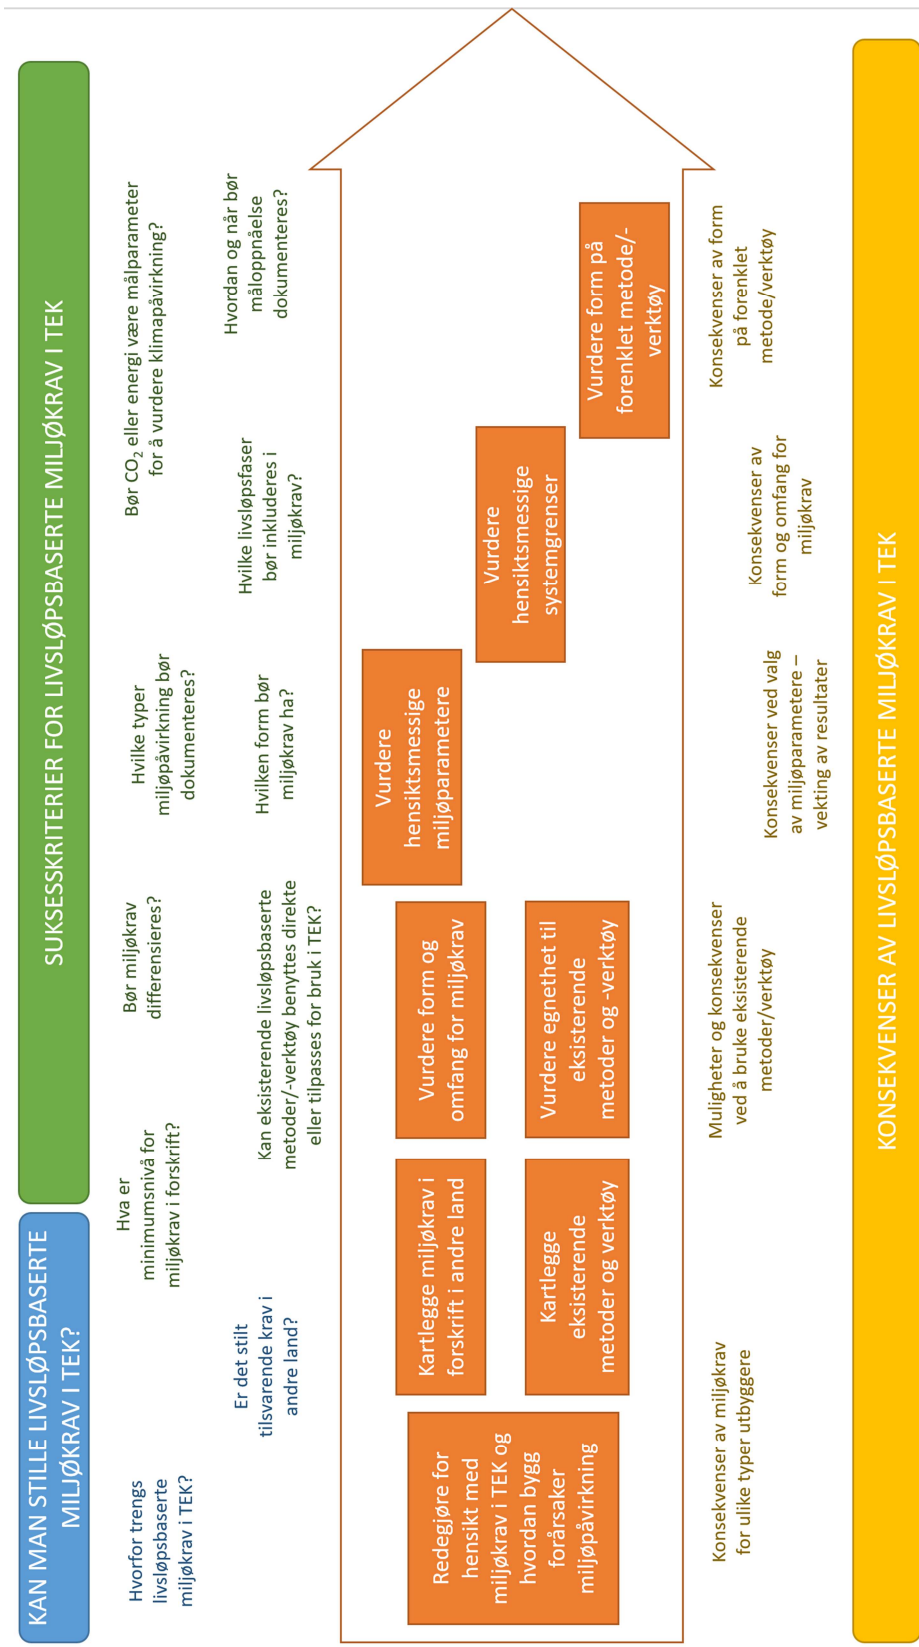 KAN MAN STILLE LIVSLØPSBASERTE
MILJØKRAV I TEK?
SUKSESSKRITERIER FOR LIVSLØPSBASERTE MILJØKRAV I TEK
Hvorfor trengs
livsløpsbaserte
miljøkrav i TEK?
Hva er
minimumsnivå for
miljøkrav i forskrift?
Bør miljøkrav
differensieres?
Hvilke typer
miljøpåvirkning bør
dokumenteres?
Bør CO₂ eller energi være målparameter
for å vurdere klimapåvirkning?
Er det stilt
tilsvarende krav i
andre land?
Kan eksisterende livsløpsbaserte
metoder/-verktøy benyttes direkte
eller tilpasses for bruk i TEK?
Hvilken form bør
miljøkrav ha?
Hvilke livsløpsfaser
bør inkluderes i
miljøkrav?
Hvordan og når bør
måloppnåelse
dokumenteres?
Redegjøre for
hensikt med
miljøkrav i TEK og
hvordan bygg
forårsaker
miljøpåvirkning
Kartlegge miljøkrav i
forskrift i andre land
Kartlegge
eksisterende
metoder og verktøy
Vurdere form og
omfang for miljøkrav
Vurdere egnethet til
eksisterende
metoder og -verktøy
Vurdere
hensiktsmessige
miljøparametere
Vurdere
hensiktsmessige
systemgrenser
Vurdere form på
forenklet metode/-
verktøy
Konsekvenser av miljøkrav
for ulike typer utbyggere
Muligheter og konsekvenser
ved å bruke eksisterende
metoder/verktøy
Konsekvenser ved valg
av miljøparametere –
vekting av resultater
Konsekvenser av
form og omfang for
miljøkrav
Konsekvenser av form
på forenklet
metode/verktøy
KONSEKVENSER AV LIVSLØPSBASERTE MILJØKRAV I TEK